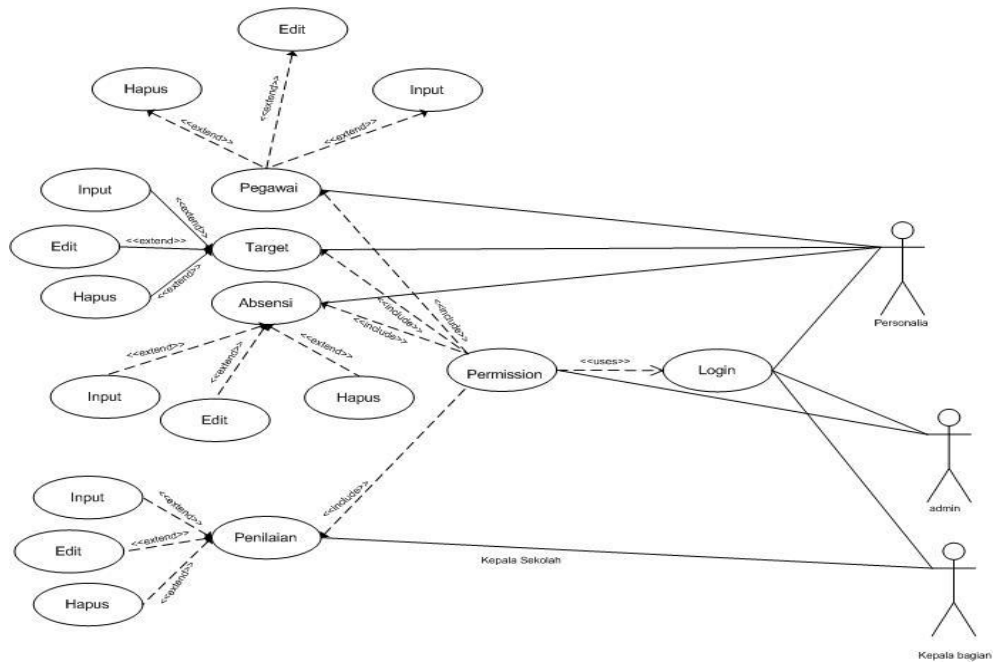 Edit
Hapus
Input
<<extend>>
<<extend>>
<<extend>>
Pegawai
Input
<<extend>>
Edit
<<extend>>
Target
Hapus
<<extend>>
Absensi
<<include>>
<<include>>
<<include>>
Personalia
<<extend>>
<<extend>>
<<extend>>
Input
Edit
Hapus
Permission
<<uses>>
Login
admin
Input
<<extend>>
Edit
<<extend>>
Hapus
<<extend>>
Penilaian
<<include>>
Kepala Sekolah
Kepala bagian